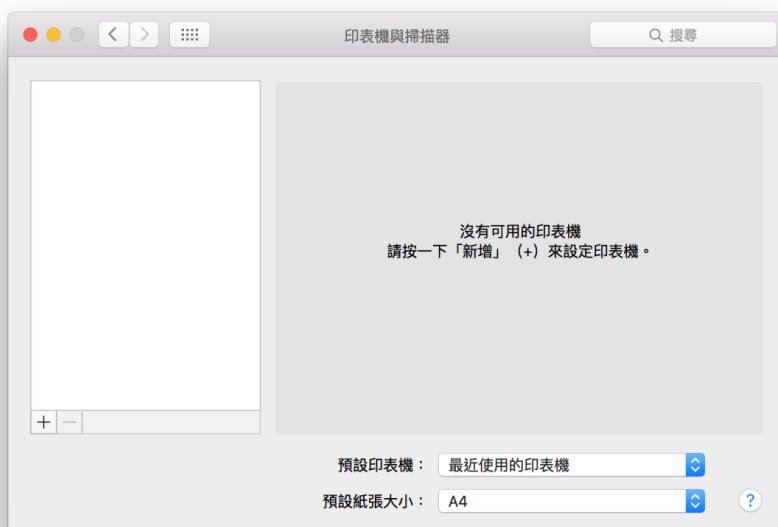 印表機與掃描器
搜尋
沒有可用的印表機
請按一下「新增」（+）來設定印表機。
預設印表機：
最近使用的印表機
預設紙張大小：
A4
?